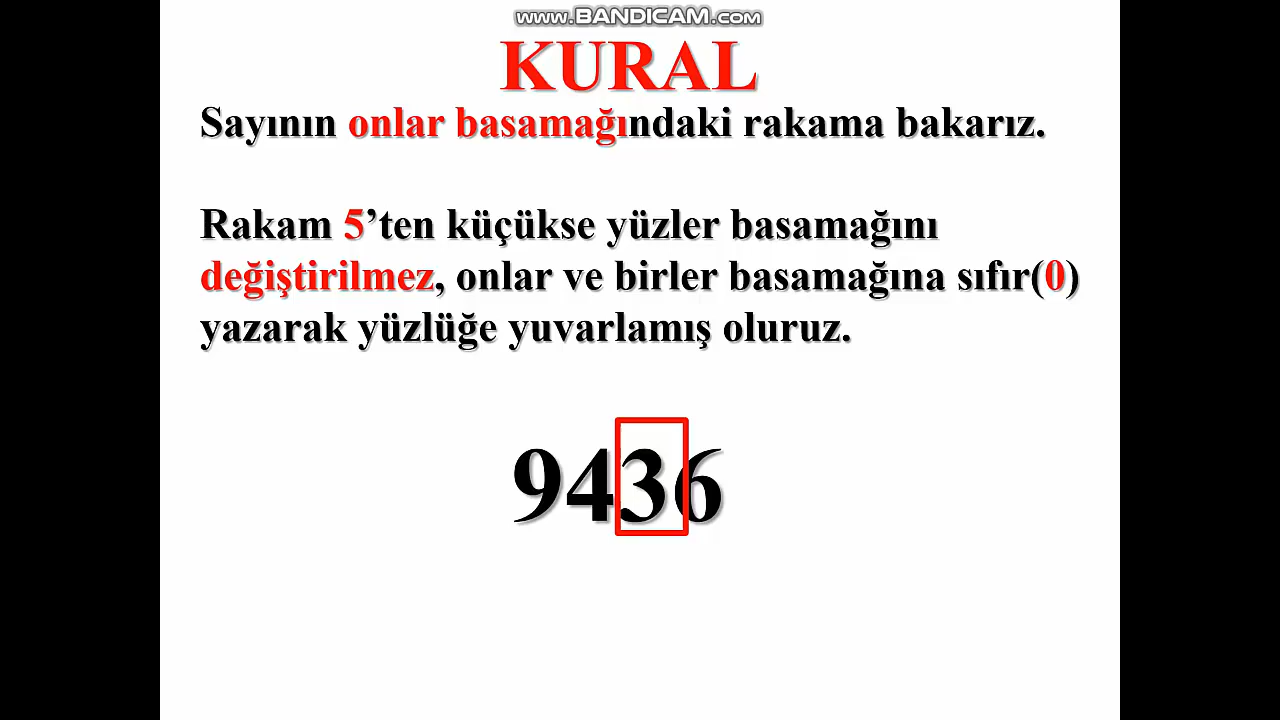 www.BANDICAM.com
KURAL
Sayının onlar basamağındaki rakama bakarız.
Rakam 5’ten küçükse yüzler basamağını
değiştirilmez, onlar ve birler basamağına sıfır(0)
yazarak yüzlüğe yuvarlamış oluruz.
9436